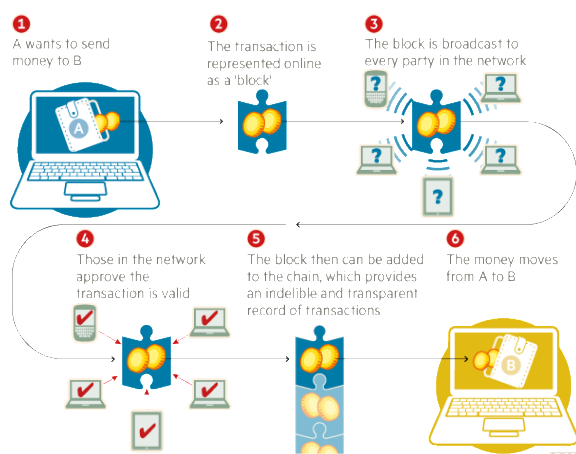 1
A wants to send
money to B
2
The transaction is
represented online
as a 'block'
3
The block is broadcast to
every party in the network
A
?
?
?
?
?
4
Those in the network
approve the
transaction is valid
5
The block then can be added
to the chain, which provides
an indelible and transparent
record of transactions
6
The money moves
from A to B
B